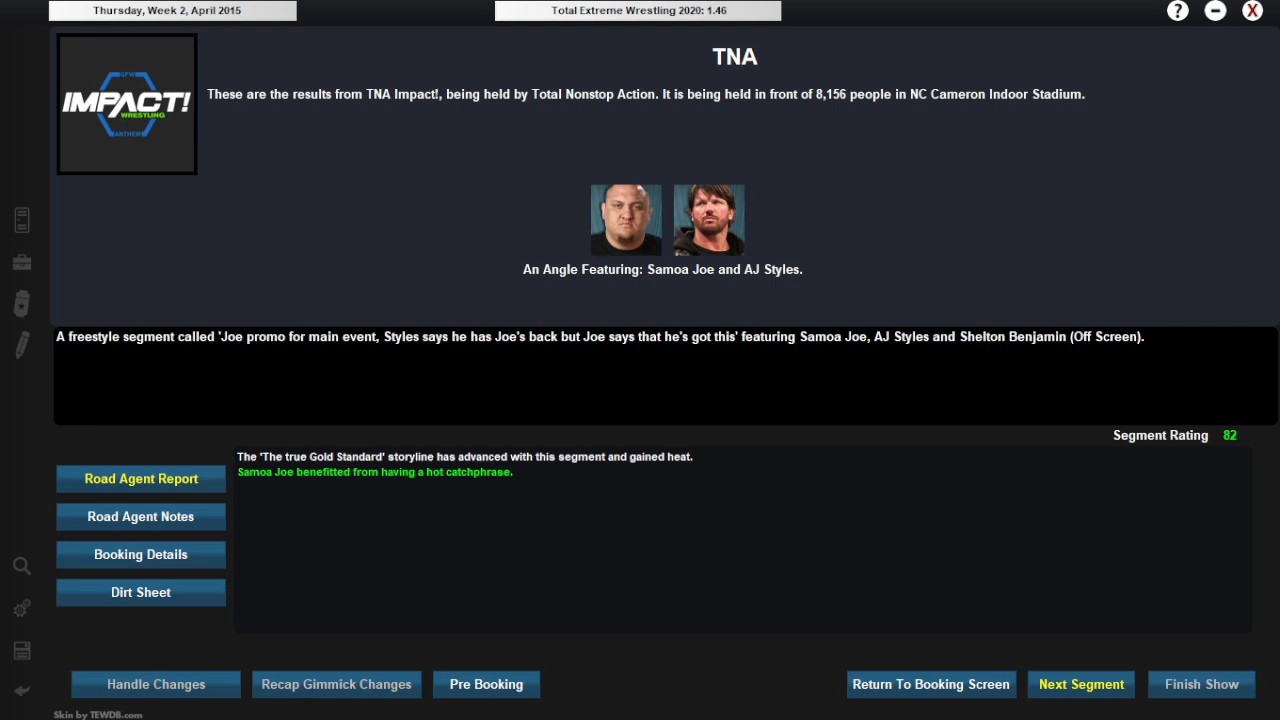 Thursday, Week 2, April 2015
Total Extreme Wrestling 2020: 1.46
? - X
TNA
GFW
IMPACT!
WRESTLING
ANTHEM
These are the results from TNA Impact!, being held by Total Nonstop Action. It is being held in front of 8,156 people in NC Cameron Indoor Stadium.
An Angle Featuring: Samoa Joe and AJ Styles.
A freestyle segment called 'Joe promo for main event, Styles says he has Joe's back but Joe says that he's got this' featuring Samoa Joe, AJ Styles and Shelton Benjamin (Off Screen).
Segment Rating 82
The 'The true Gold Standard' storyline has advanced with this segment and gained heat.
Samoa Joe benefitted from having a hot catchphrase.
Road Agent Report
Road Agent Notes
Booking Details
Dirt Sheet
Handle Changes
Recap Gimmick Changes
Pre Booking
Return To Booking Screen
Next Segment
Finish Show
Skin by TEWDB.com